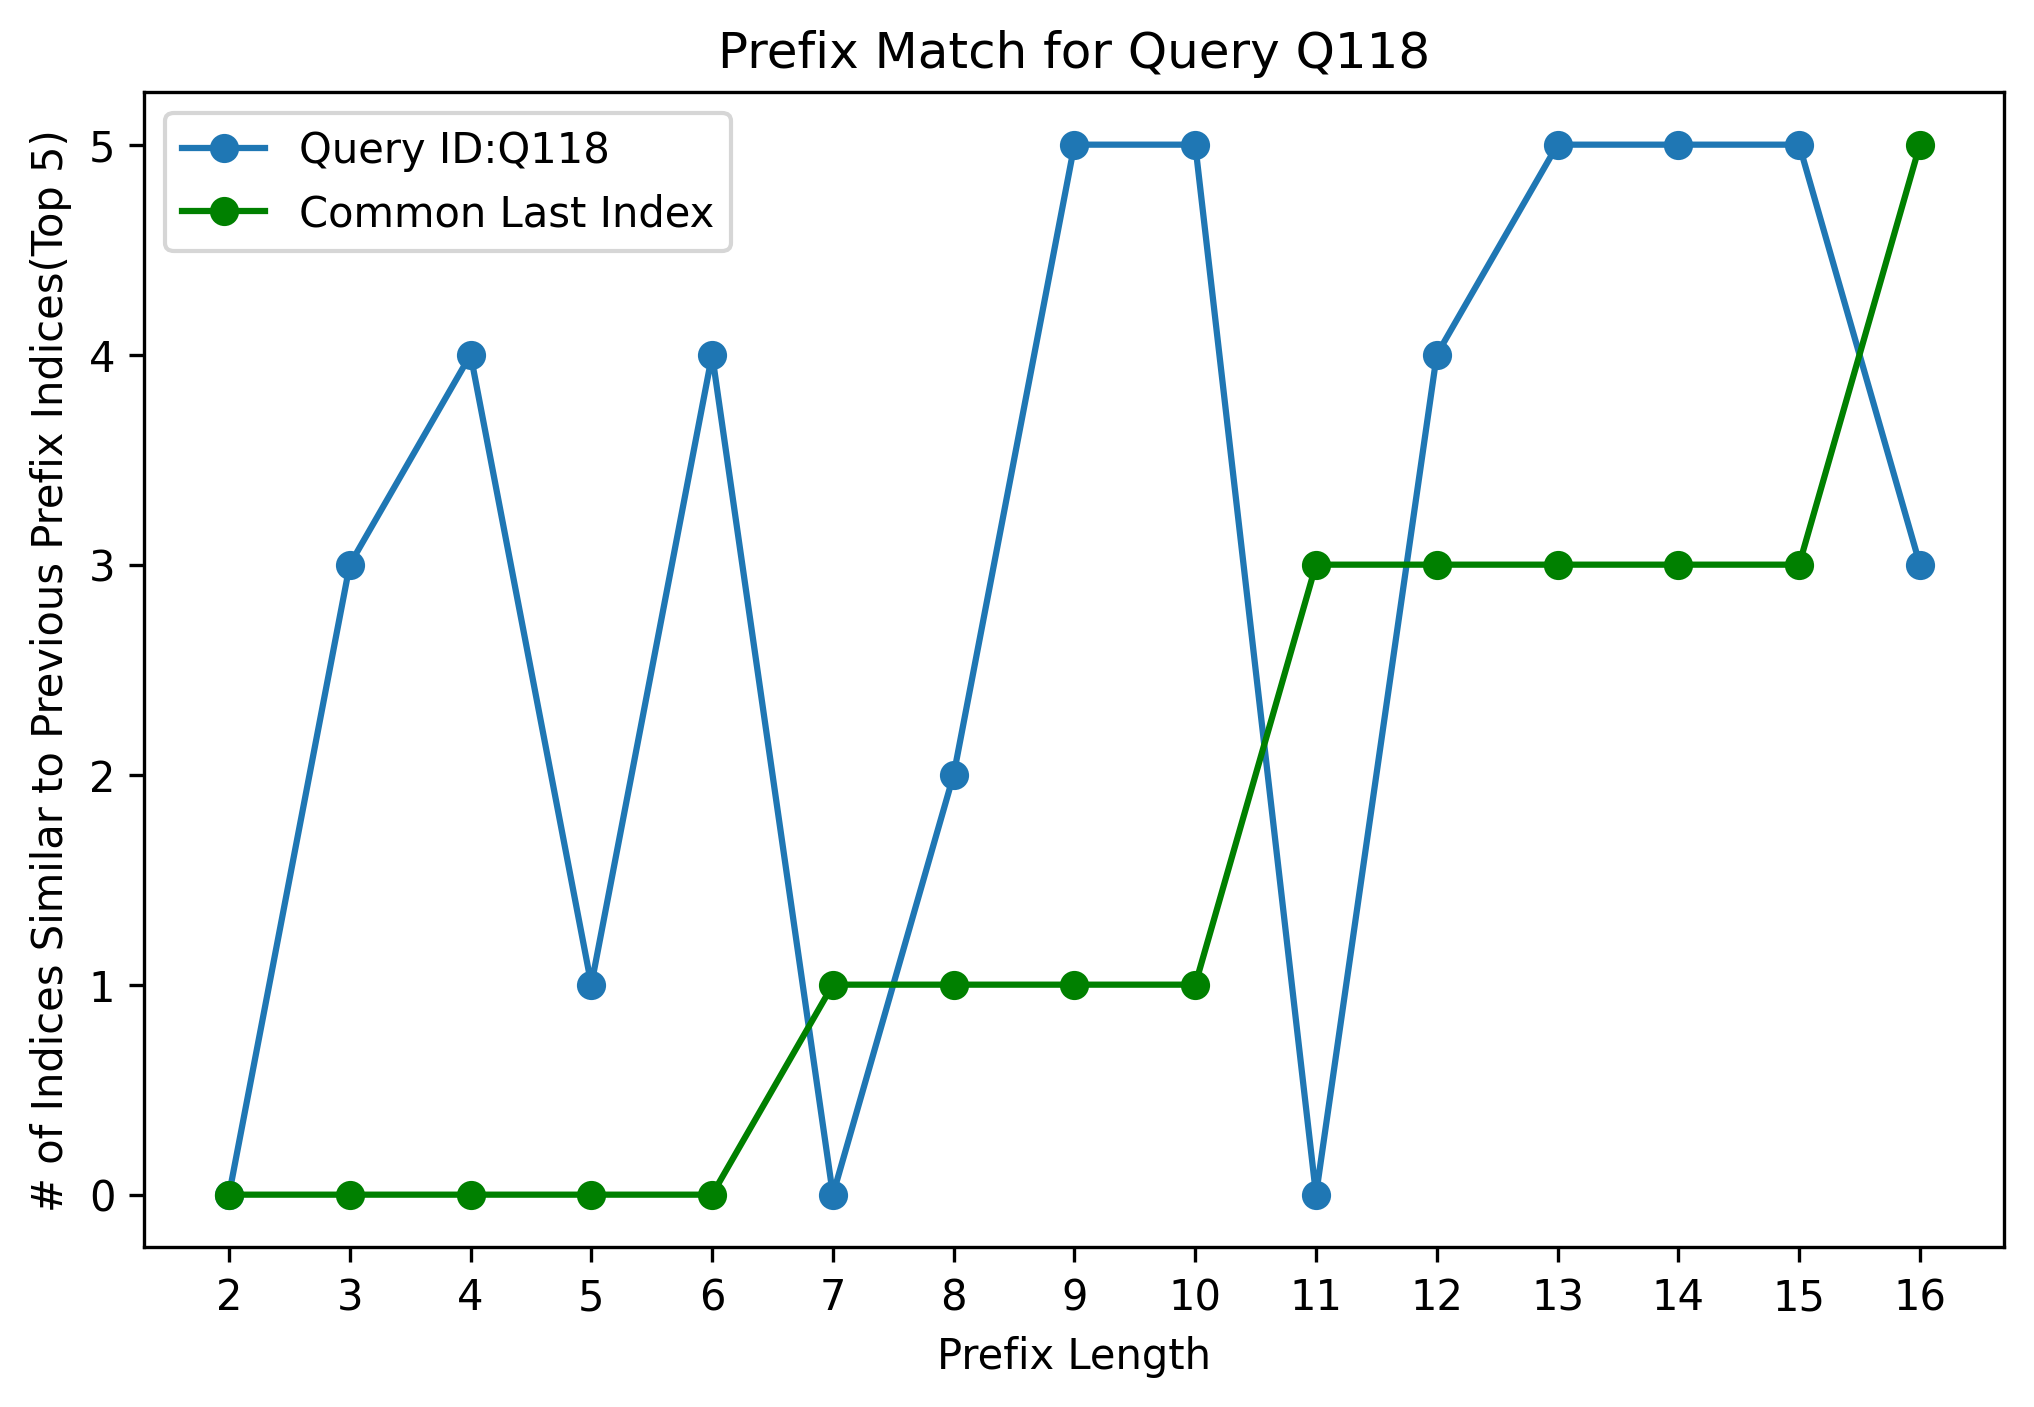 Prefix Match for Query Q118
Query ID:Q118
Common Last Index
# of Indices Similar to Previous Prefix Indices(Top 5)
5
4
3
2
1
0
2 3 4 5 6 7 8 9 10 11 12 13 14 15 16
Prefix Length